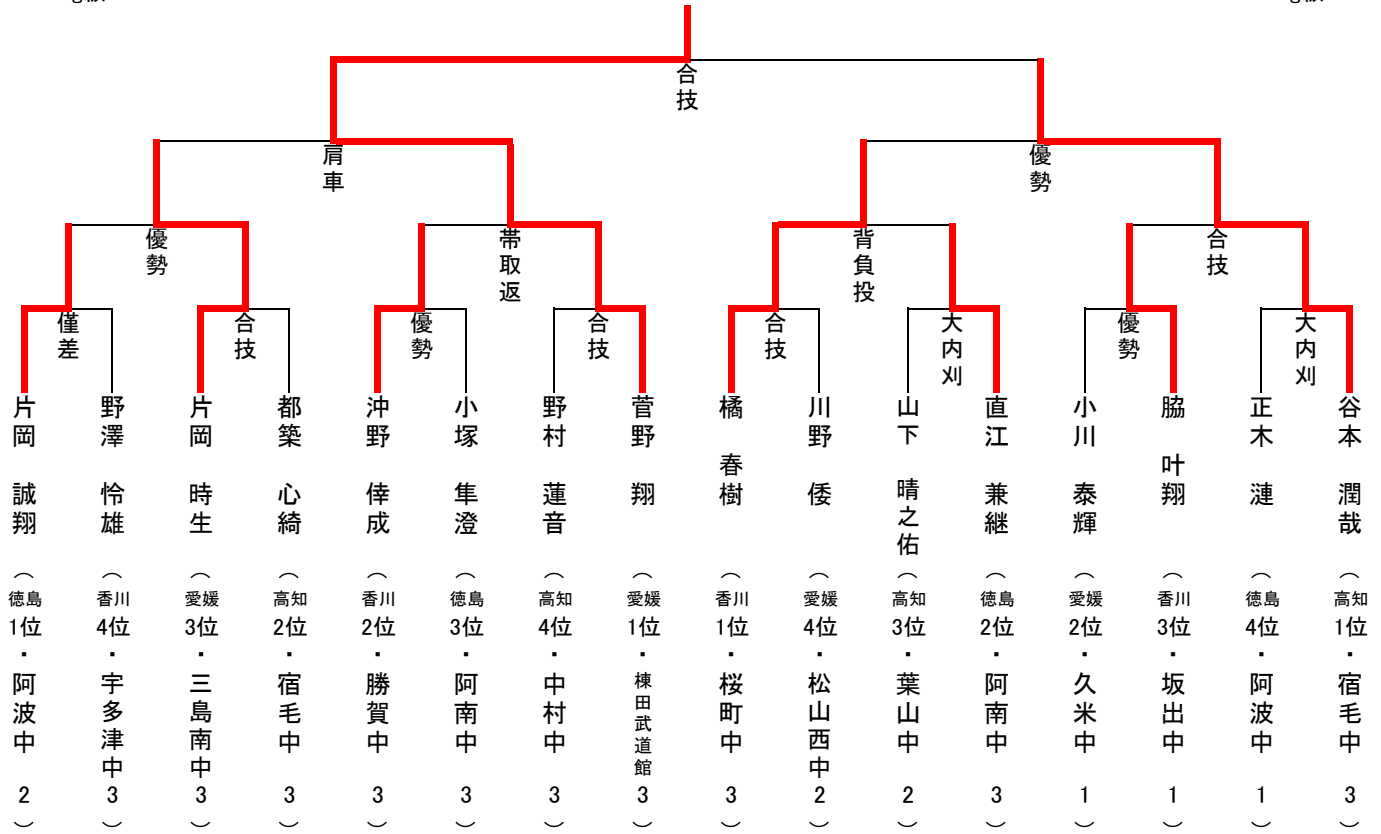 合技
肩車
優勢
優勢
帯取返
背負投
合技
僅差
合技
優勢
合技
合技
大内刈
優勢
大内刈
片岡 誠翔 （徳島1位・阿波中 2）
野澤 怜雄 （香川4位・宇多津中 3）
片岡 時生 （愛媛3位・三島南中 3）
都築 心綺 （高知2位・宿毛中 3）
沖野 倖成 （香川2位・勝賀中 3）
小塚 隼澄 （徳島3位・阿南中 3）
野村 蓮音 （高知4位・中村中 3）
菅野 翔 （愛媛1位・棟田武道館 3）
橘 春樹 （香川1位・桜町中 3）
川野 倭 （愛媛4位・松山西中 2）
山下 晴之佑 （高知3位・葉山中 2）
直江 兼継 （徳島2位・阿南中 3）
小川 泰輝 （愛媛2位・久米中 1）
脇 叶翔 （香川3位・坂出中 1）
正木 漣 （徳島4位・阿波中 1）
谷本 潤哉 （高知1位・宿毛中 3）